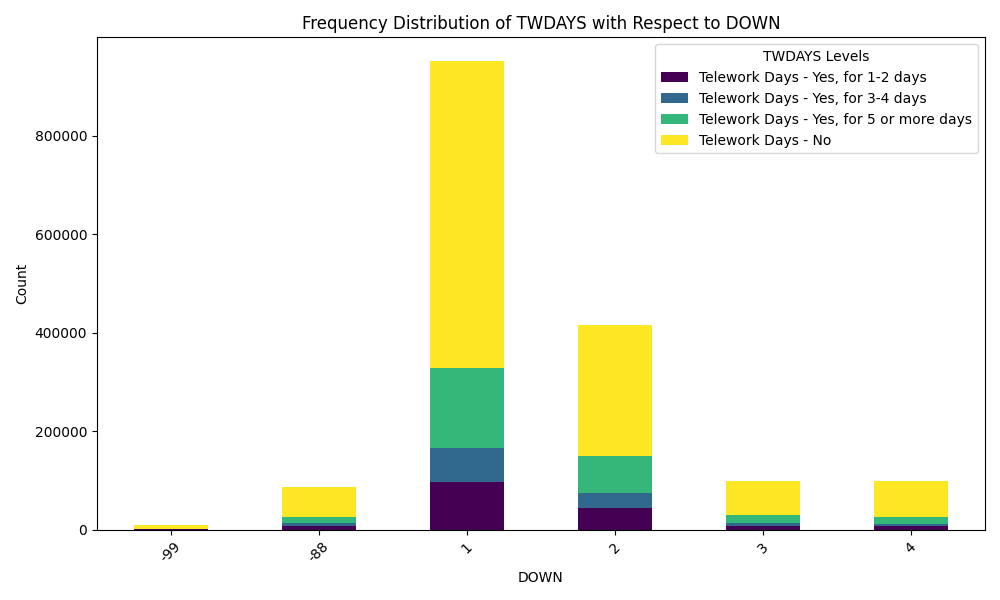 Frequency Distribution of TWDAYS with Respect to DOWN
TWDAYS Levels
Telework Days - Yes, for 1-2 days
Telework Days - Yes, for 3-4 days
Telework Days - Yes, for 5 or more days
Telework Days - No
800000
600000
400000
200000
0
Count
-99
-88
1
2
3
4
DOWN